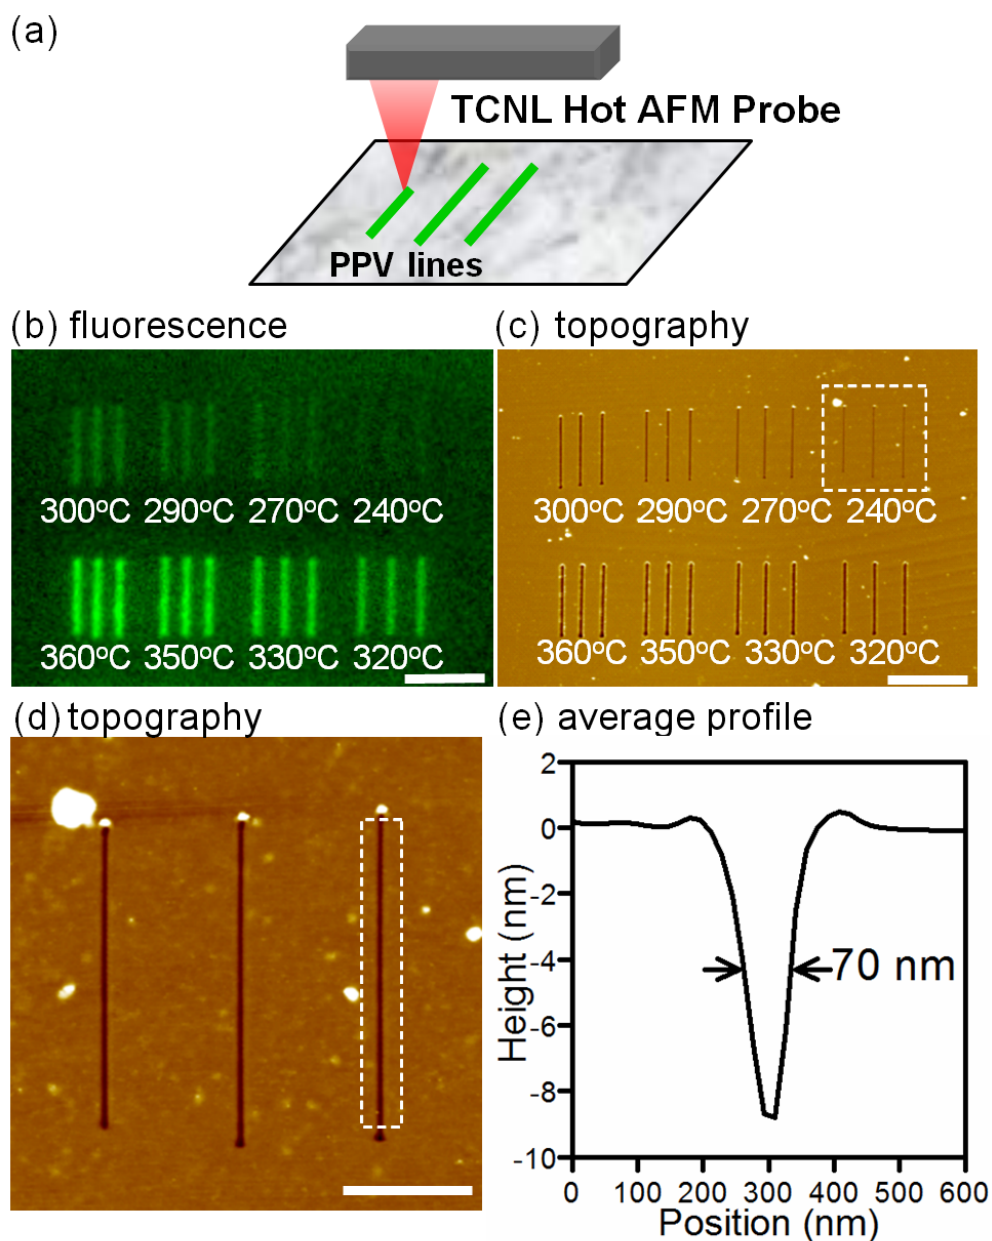 (a)
TCNL Hot AFM Probe
PPV lines
(b) fluorescence
300°C 290°C 270°C 240°C
360°C 350°C 330°C 320°C
(c) topography
300°C 290°C 270°C 240°C
360°C 350°C 330°C 320°C
(d) topography
(e) average profile
2
0
-2
-4
-6
-8
-10
Height (nm)
70 nm
0 100 200 300 400 500 600
Position (nm)